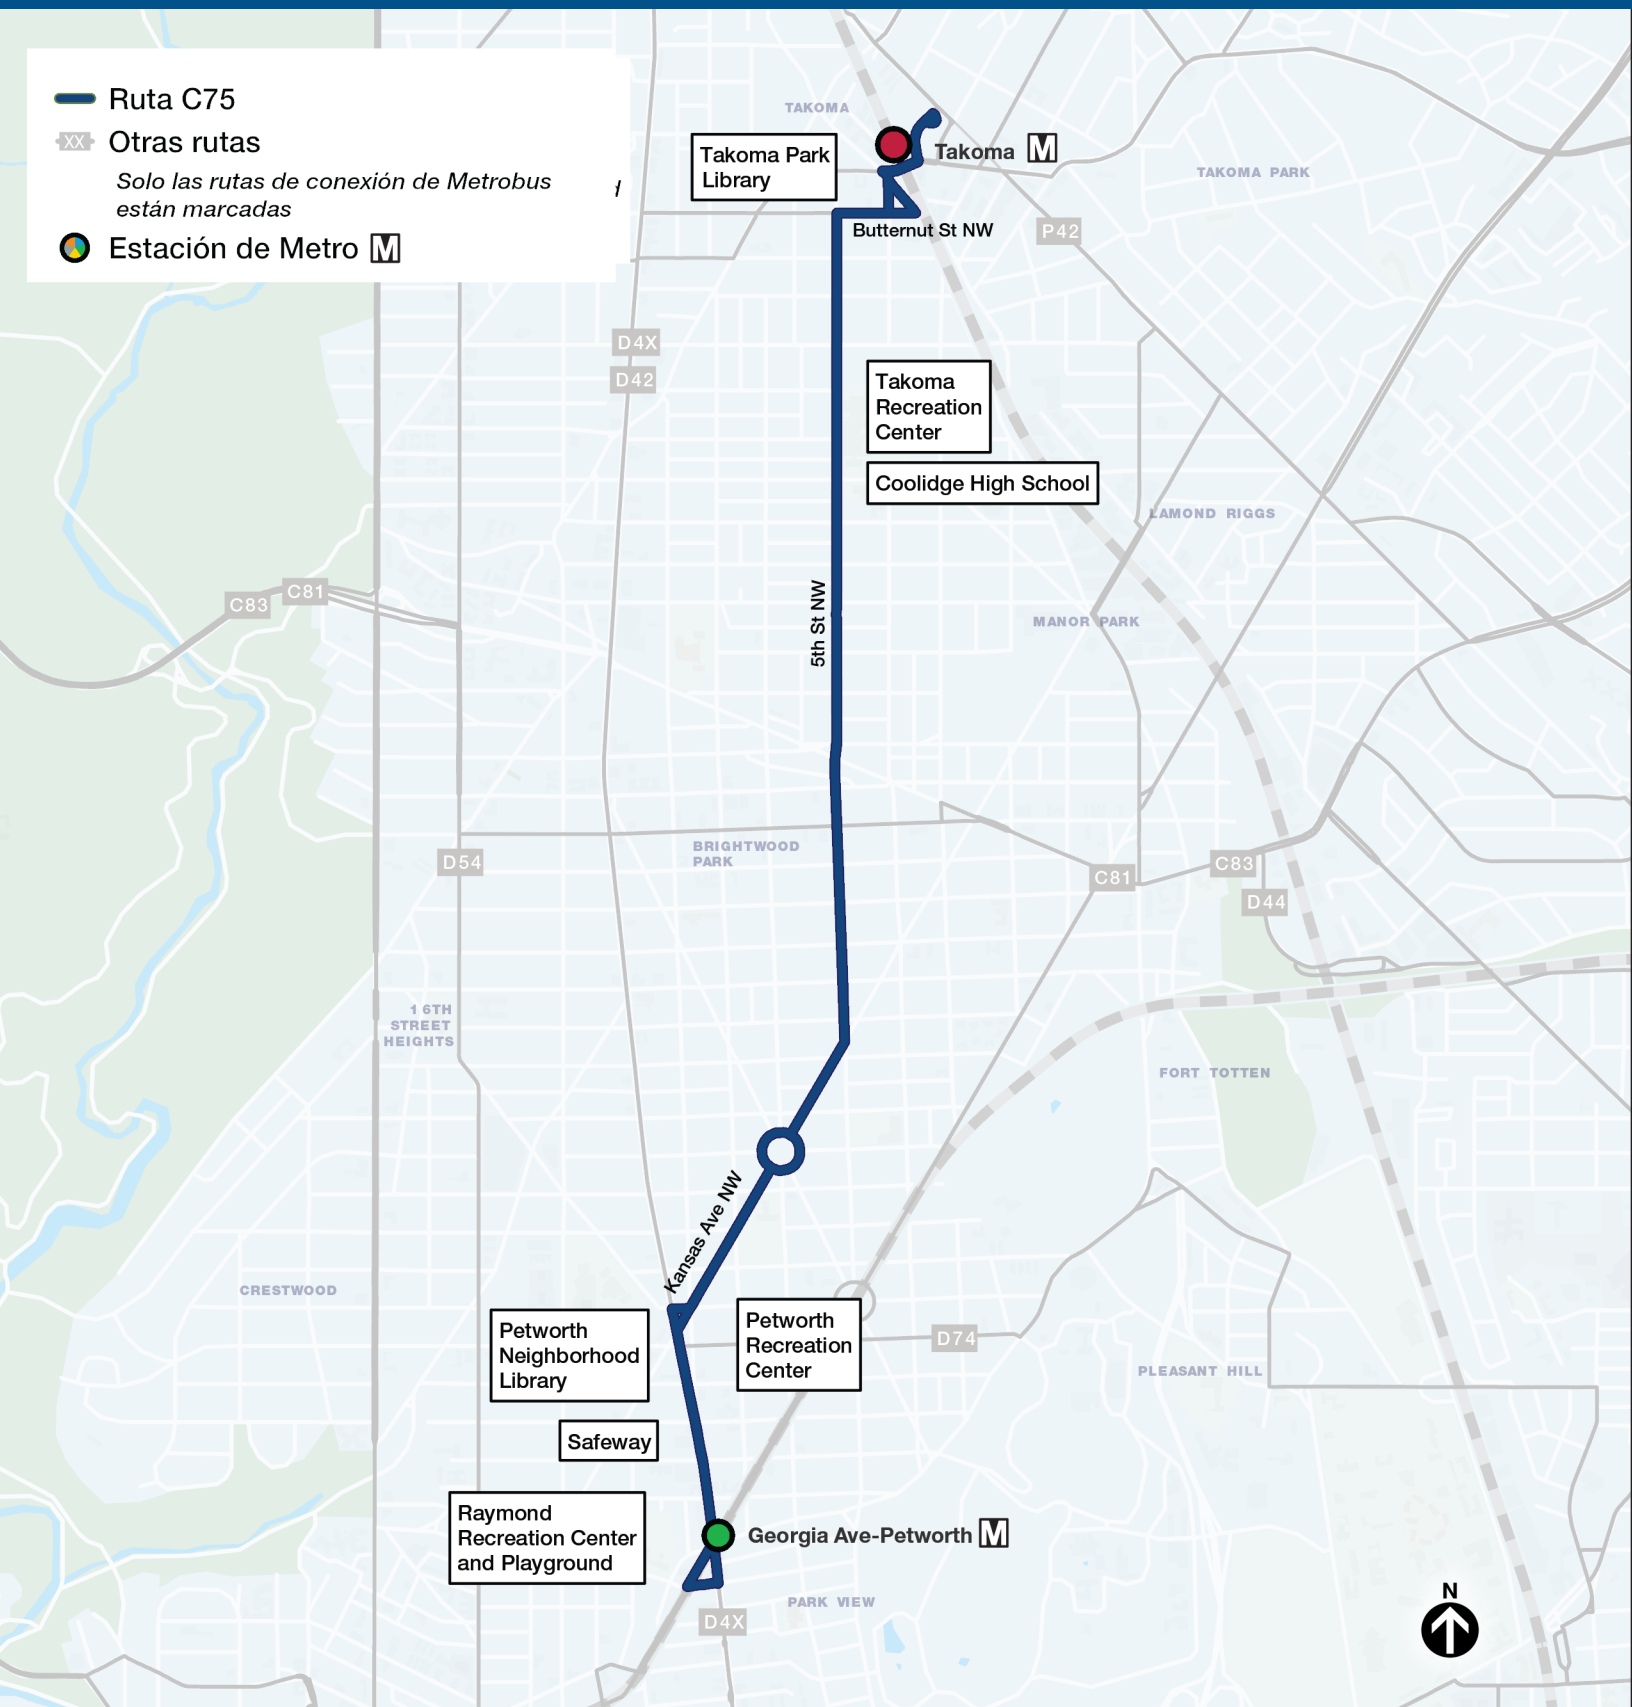 Ruta C75
XX
Otras rutas
Solo las rutas de conexión de Metrobus
están marcadas
Estación de Metro M
TAKOMA
Takoma Park
Library
Takoma M
TAKOMA PARK
Butternut St NW
P42
D4X
D42
Takoma
Recreation
Center
Coolidge High School
LAMOND RIGGS
C83
C81
5th St NW
MANOR PARK
BRIGHTWOOD
PARK
D54
C81
C83
D44
16TH
STREET
HEIGHTS
FORT TOTTEN
Kansas Ave NW
CRESTWOOD
Petworth
Neighborhood
Library
Petworth
Recreation
Center
D74
PLEASANT HILL
Safeway
Raymond
Recreation Center
and Playground
Georgia Ave-Petworth M
PARK VIEW
D4X
N